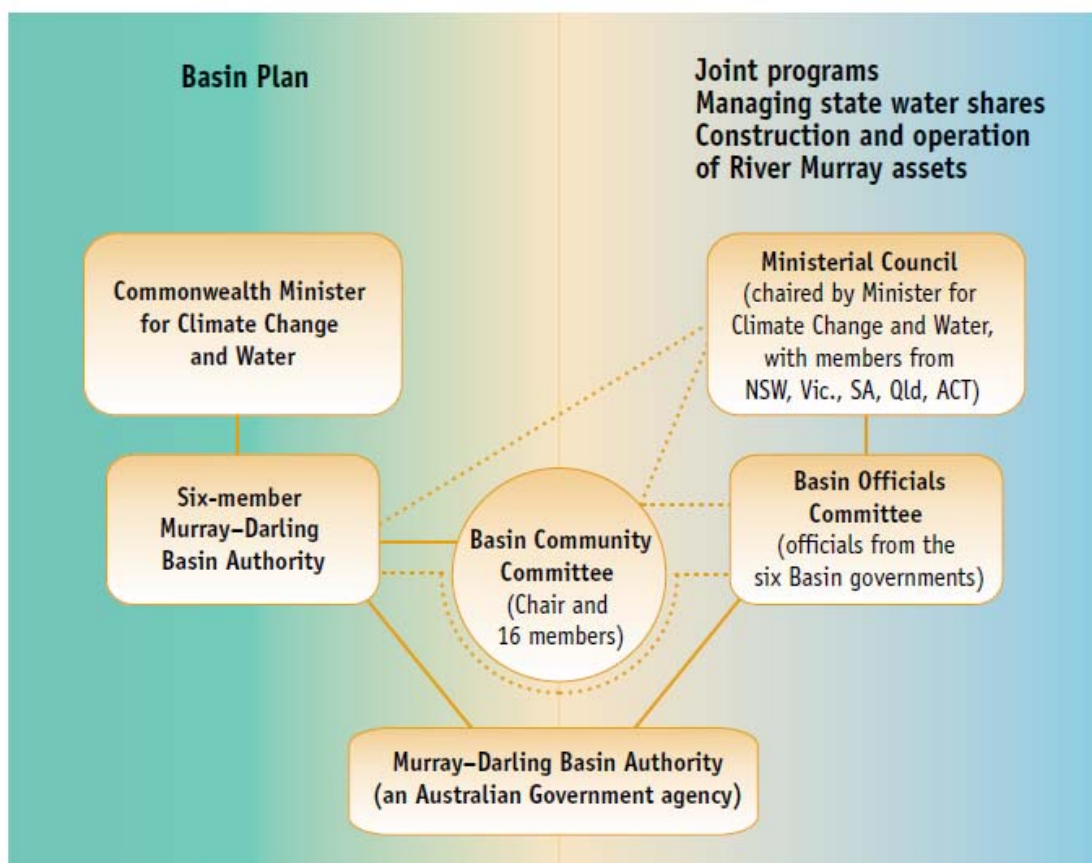 Basin Plan
Joint programs
Managing state water shares
Construction and operation
of River Murray assets
Commonwealth Minister
for Climate Change
and Water
Ministerial Council
(chaired by Minister for
Climate Change and Water,
with members from
NSW, Vic., SA, Qld, ACT)
Six-member
Murray–Darling
Basin Authority
Basin Community
Committee
(Chair and
16 members)
Basin Officials
Committee
(officials from the
six Basin governments)
Murray–Darling Basin Authority
(an Australian Government agency)